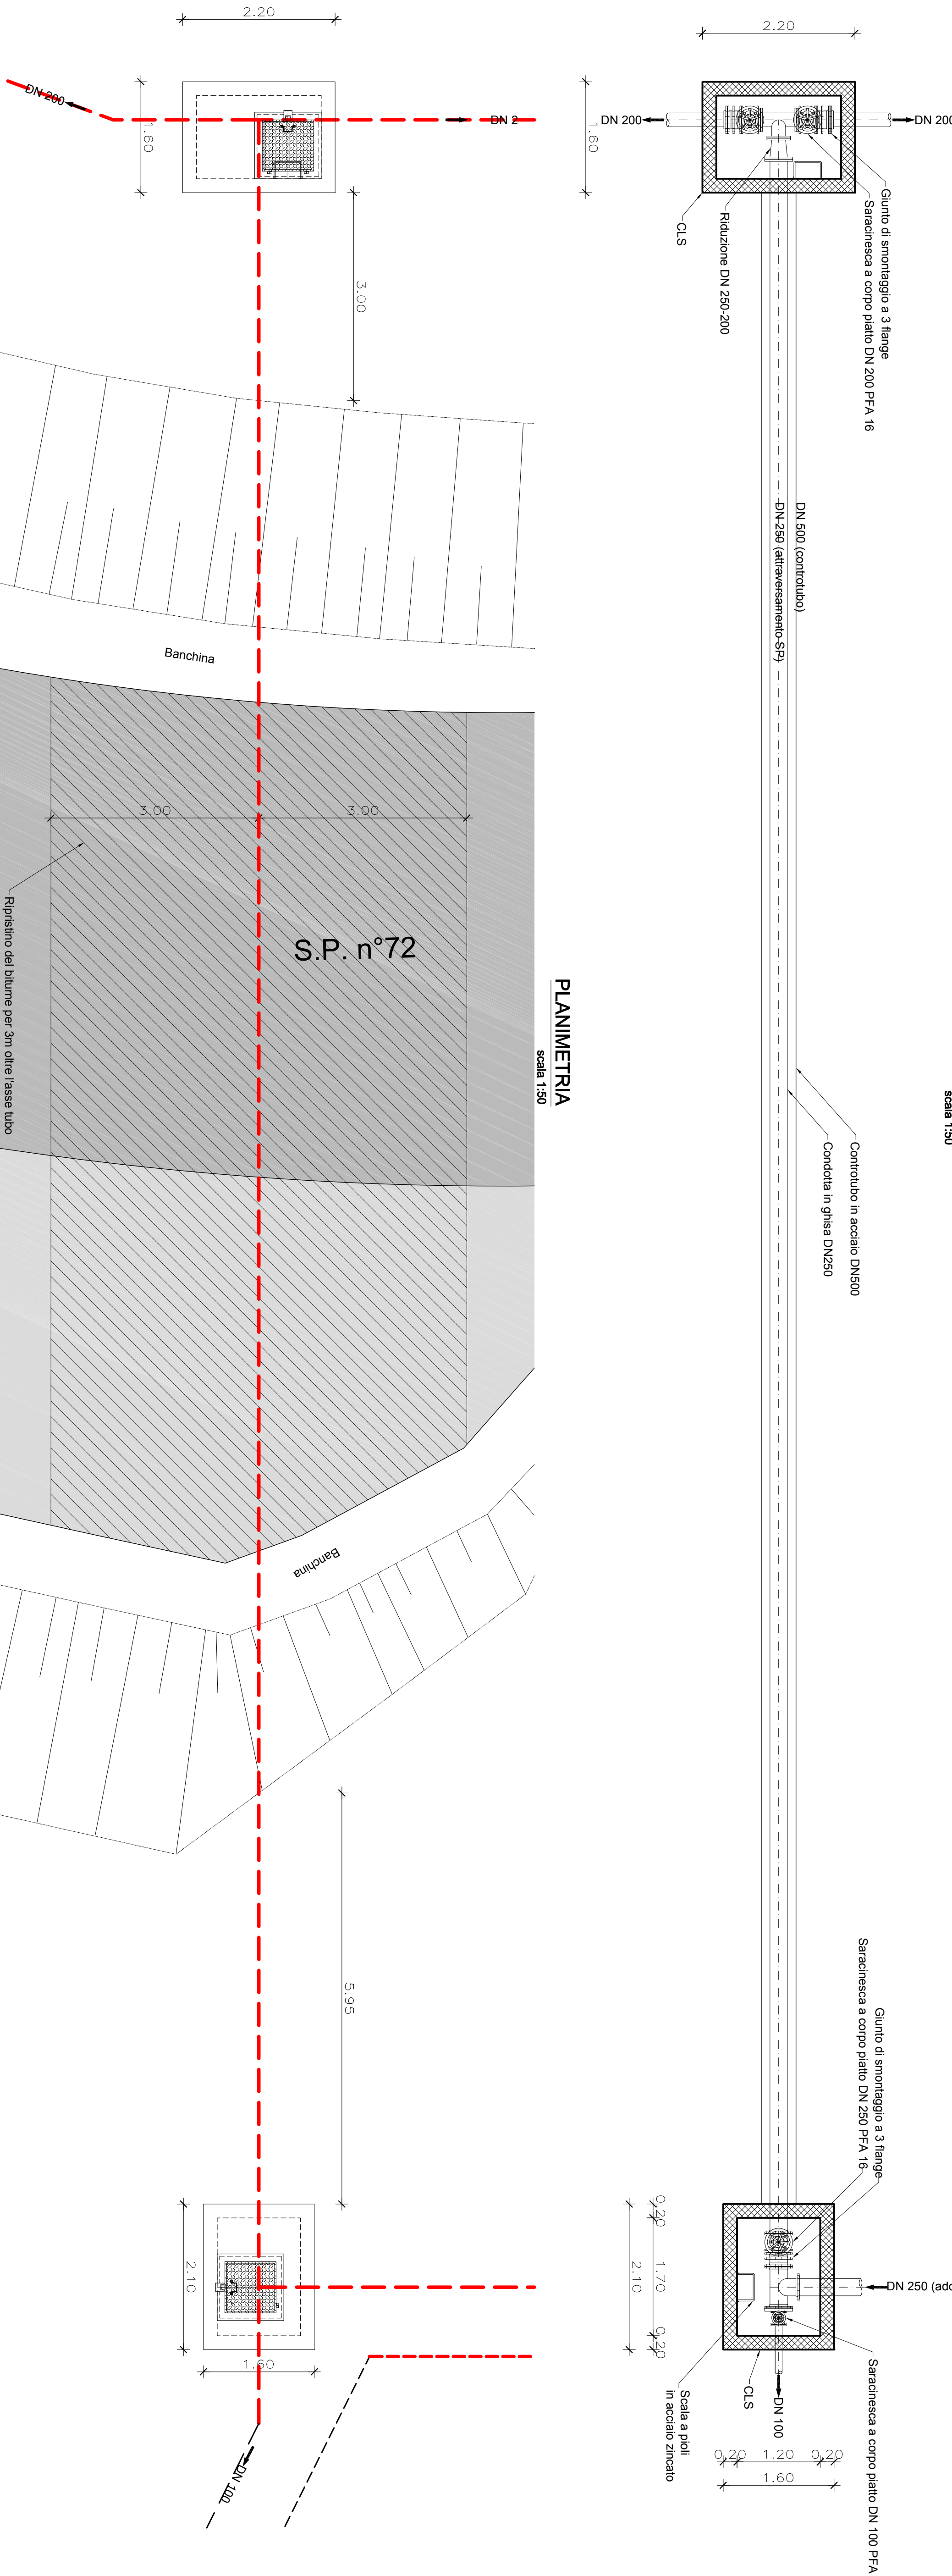 scala 1:50
2.20
1.60
DN 200
DN 200
Giunto di smontaggio a 3 flange
Saracinesca a corpo piatto DN 200 PFA 16
Riduzione DN 250-200
CLS
DN 500 (controtubo)
DN 250 (attraversamento SP)
Controtubo in acciaio DN500
Condotta in ghisa DN250
Giunto di smontaggio a 3 flange
Saracinesca a corpo piatto DN 250 PFA 16
DN 250 (add
Saracinesca a corpo piatto DN 100 PFA
DN 100
CLS
Scala a pioli
in acciaio zincato
0.20
1.70
0.20
2.10
0.20
1.20
0.20
1.60
PLANIMETRIA
scala 1:50
2.20
1.60
DN 200
DN 2
3.00
Banchina
3.00
3.00
S.P. n°72
Ripristino del bitume per 3m oltre l'asse tubo
Banchina
5.95
2.10
1.60
DN 100